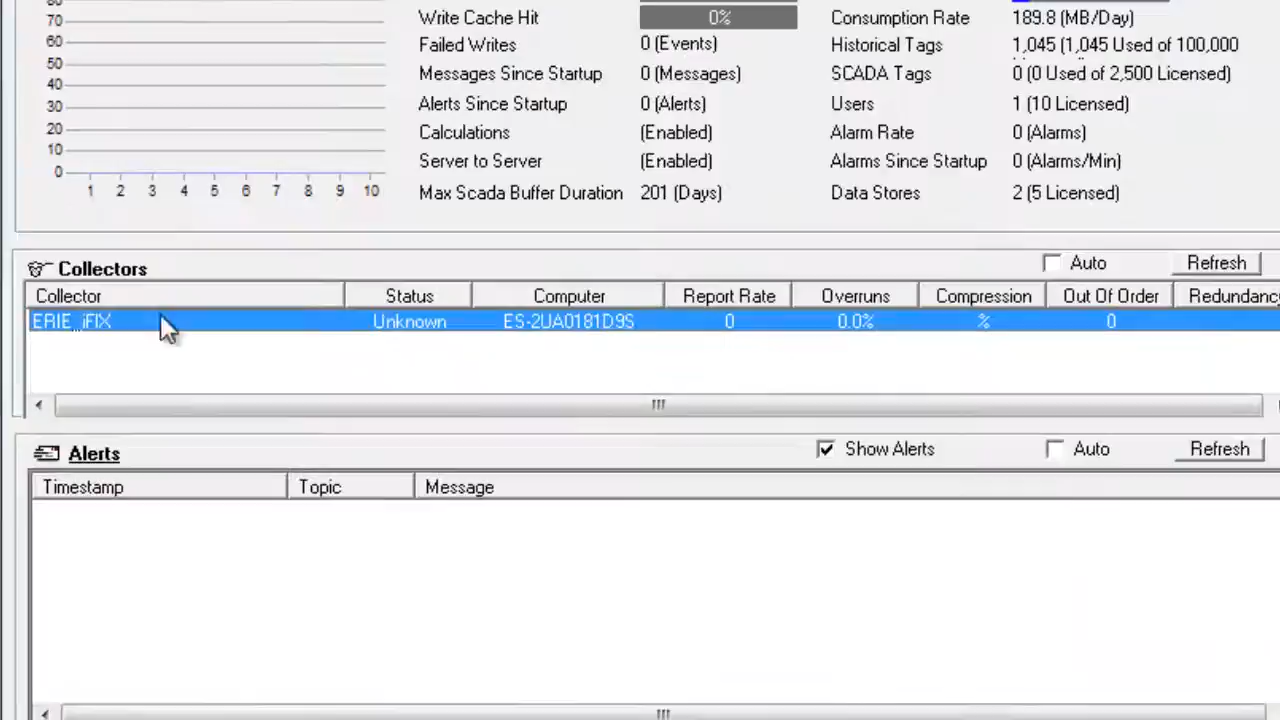 80
70
60
50
40
30
20
10
0
1 2 3 4 5 6 7 8 9 10
Write Cache Hit 0% Consumption Rate 189.8 (MB/Day)
Failed Writes 0 (Events) Historical Tags 1,045 (1,045 Used of 100,000
Messages Since Startup 0 (Messages) SCADA Tags 0 (0 Used of 2,500 Licensed)
Alerts Since Startup 0 (Alerts) Users 1 (10 Licensed)
Calculations (Enabled) Alarm Rate 0 (Alarms)
Server to Server (Enabled) Alarms Since Startup 0 (Alarms/Min)
Max Scada Buffer Duration 201 (Days) Data Stores 2 (5 Licensed)
Collectors Auto Refresh
Collector Status Computer Report Rate Overruns Compression Out Of Order Redundanc
ERIE_iFIX Unknown ES-2UA0181D9S 0 0.0% % 0
Alerts Show Alerts Auto Refresh
Timestamp Topic Message